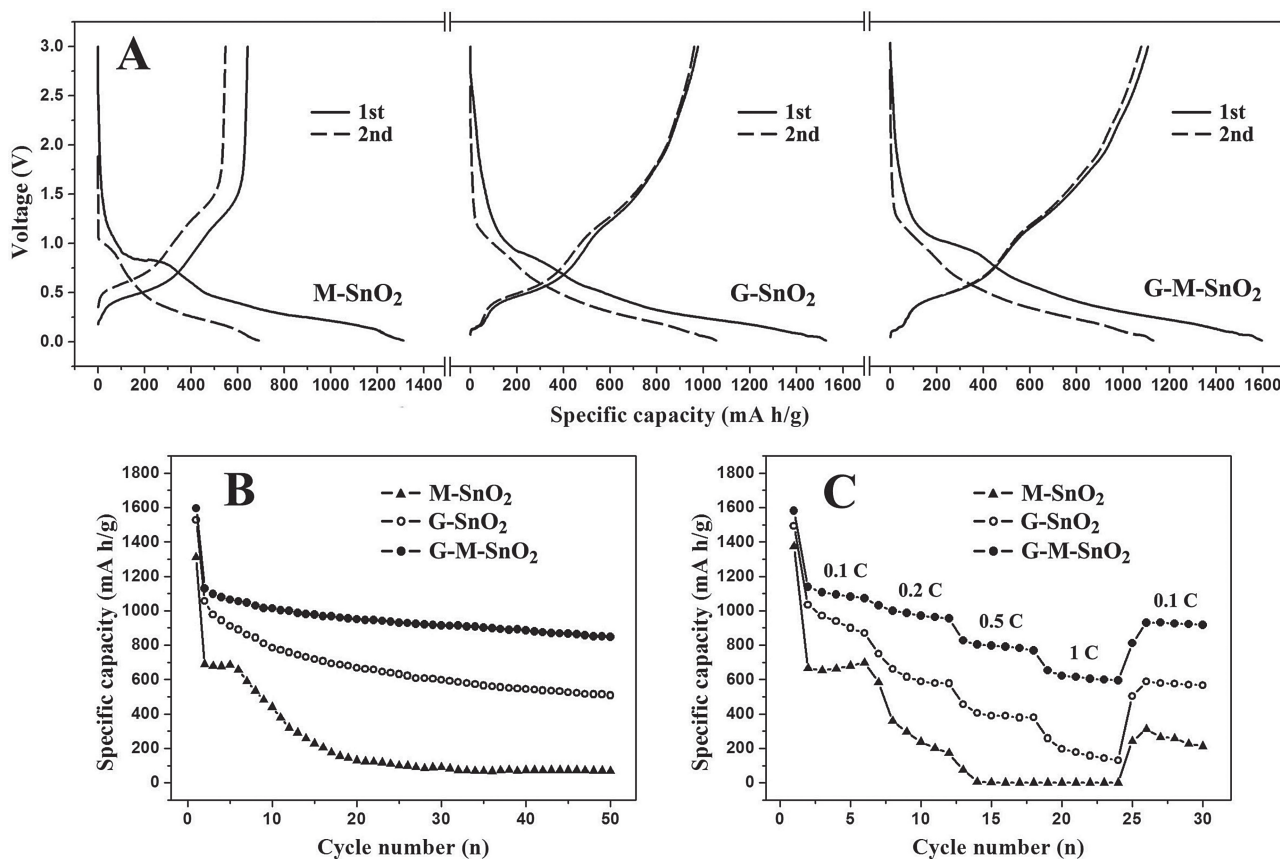 A
1st
2nd
M-SnO₂
1st
2nd
G-SnO₂
1st
2nd
G-M-SnO₂
Voltage (V)
3.0
2.5
2.0
1.5
1.0
0.5
0.0
0 200 400 600 800 1000 1200 1400
0 200 400 600 800 1000 1200 1400
0 200 400 600 800 1000 1200 1400 1600
Specific capacity (mA h/g)
B
M-SnO₂
G-SnO₂
G-M-SnO₂
Specific capacity (mA h/g)
1800
1600
1400
1200
1000
800
600
400
200
0
0 10 20 30 40 50
Cycle number (n)
C
M-SnO₂
G-SnO₂
G-M-SnO₂
0.1 C
0.2 C
0.5 C
1 C
0.1 C
Specific capacity (mA h/g)
1800
1600
1400
1200
1000
800
600
400
200
0
0 5 10 15 20 25 30
Cycle number (n)